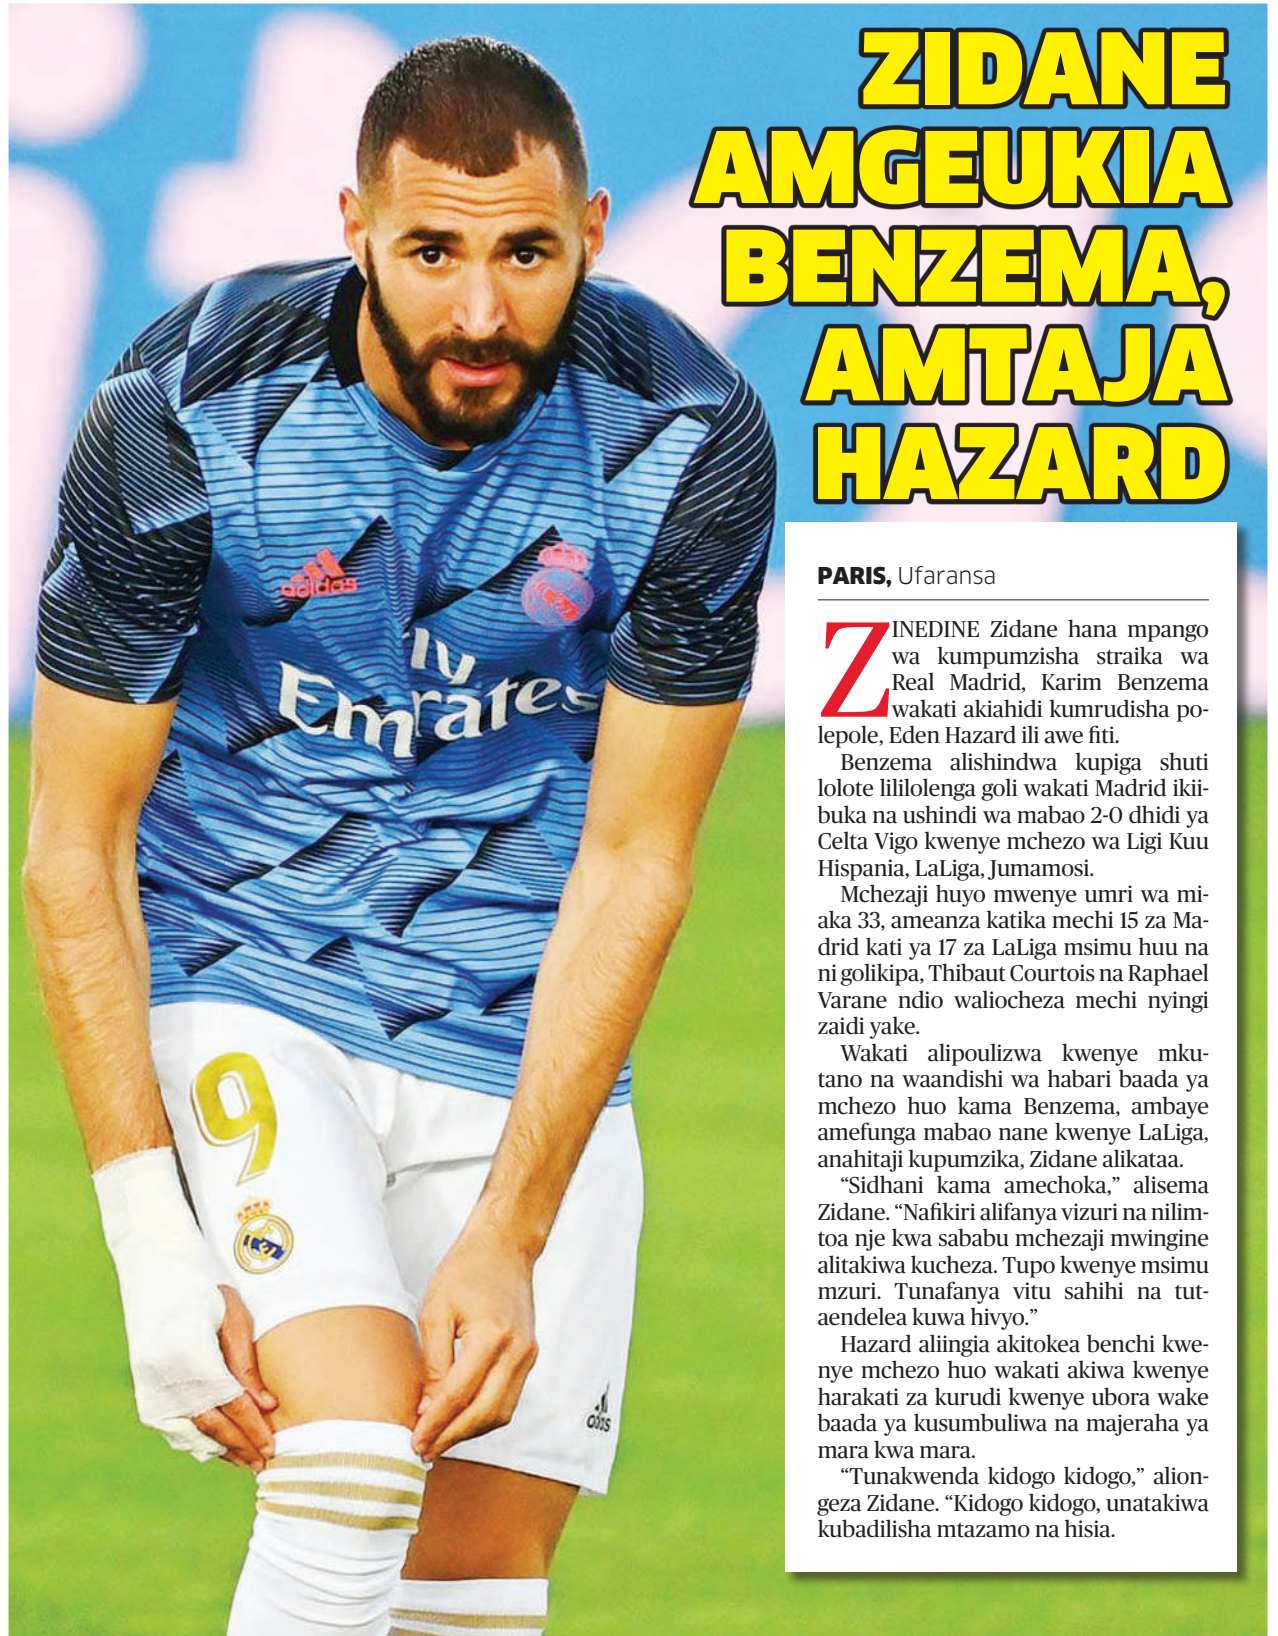 ZIDANE
AMGEUKIA
BENZEMA,
AMTAJA
HAZARD
PARIS, Ufaransa
ZINEDINE Zidane hana mpango
wa kumpumzisha straika wa
Real Madrid, Karim Benzema
wakati akiahidi kumrudisha po-
lepole, Eden Hazard ili awe fiti.
Benzema alishindwa kupiga shuti
lolote lililolenga goli wakati Madrid ikii-
buka na ushindi wa mabao 2-0 dhidi ya
Celta Vigo kwenye mchezo wa Ligi Kuu
Hispania, LaLiga, Jumamosi.
Mchezaji huyo mwenye umri wa mi-
aka 33, ameanza katika mechi 15 za Ma-
drid kati ya 17 za LaLiga msimu huu na
ni golikipa, Thibaut Courtois na Raphael
Varane ndio waliocheza mechi nyingi
zaidi yake.
Wakati alipoulizwa kwenye mku-
tano na waandishi wa habari baada ya
mchezo huo kama Benzema, ambaye
amefunga mabao nane kwenye LaLiga,
anahitaji kupumzika, Zidane alikataa.
“Sidhani kama amechoka,” alisema
Zidane. “Nafikiri alifanya vizuri na nilim-
toa nje kwa sababu mchezaji mwingine
alitakiwa kucheza. Tupo kwenye msimu
mzuri. Tunafanya vitu sahihi na tut-
aendelea kuwa hivyo.”
Hazard aliingia akitokea benchi kwe-
nye mchezo huo wakati akiwa kwenye
harakati za kurudi kwenye ubora wake
baada ya kusumbuliwa na majeraha ya
mara kwa mara.
“Tunakwenda kidogo kidogo,” alion-
geza Zidane. “Kidogo kidogo, unatakiwa
kubadilisha mtazamo na hisia.
adidas
ly
Emirates
9
adidas